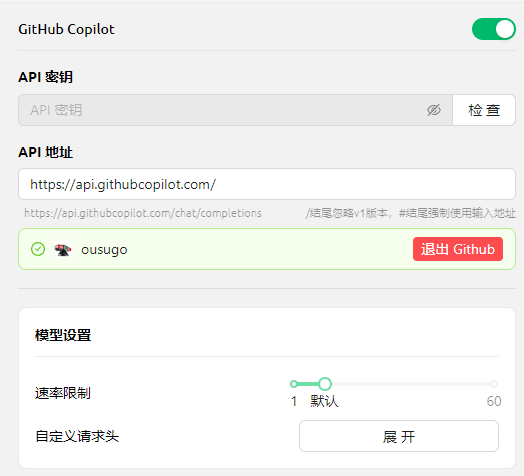 GitHub Copilot
API 密钥
API 密钥
检 查
API 地址
https://api.githubcopilot.com/
https://api.githubcopilot.com/chat/completions
/结尾忽略v1版本，#结尾强制使用输入地址
ousugo
退出 Github
模型设置
速率限制
1 默认 60
自定义请求头
展 开